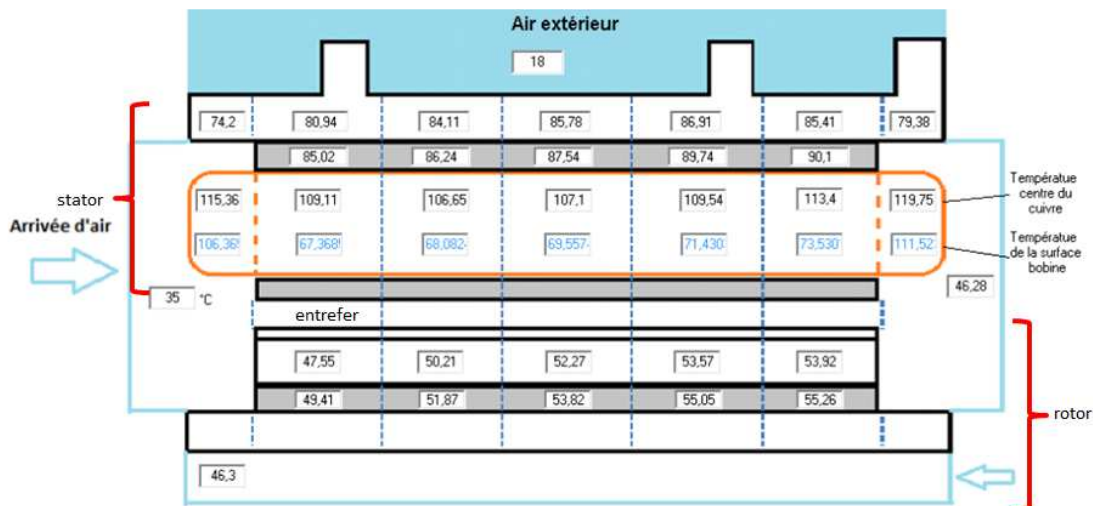 Air extérieur
18
74,2 80,94 84,11 85,78 86,91 85,41 79,38
85,02 86,24 87,54 89,74 90,1
stator
115,36 109,11 106,65 107,1 109,54 113,4 119,75
Températue
centre du
cuivre
Arrivée d'air
106,36 67,368 68,082 69,557 71,430 73,530 111,52
Températue
de la surface
bobine
35 °C
46,28
entrefer
47,55 50,21 52,27 53,57 53,92
49,41 51,87 53,82 55,05 55,26
rotor
46,3